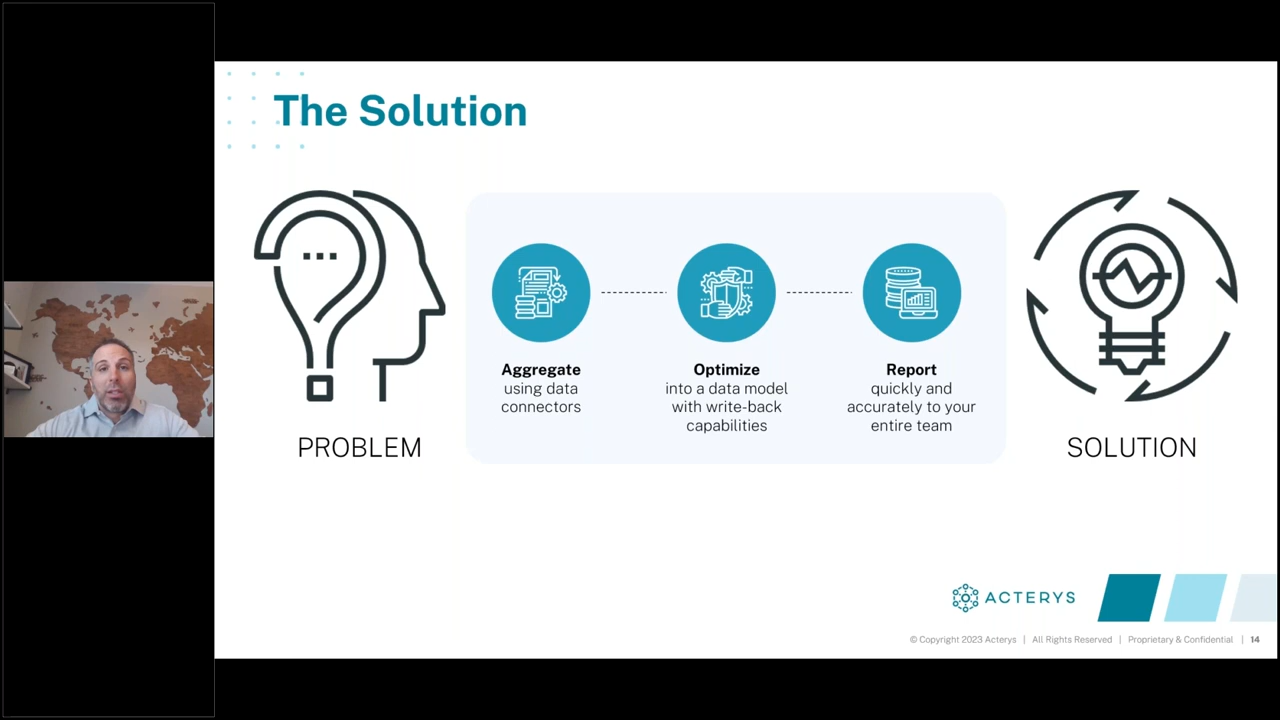 The Solution
PROBLEM
Aggregate
using data
connectors
Optimize
into a data model
with write-back
capabilities
Report
quickly and
accurately to your
entire team
SOLUTION
ACTERYS
© Copyright 2023 Acterys | All Rights Reserved | Proprietary & Confidential | 14